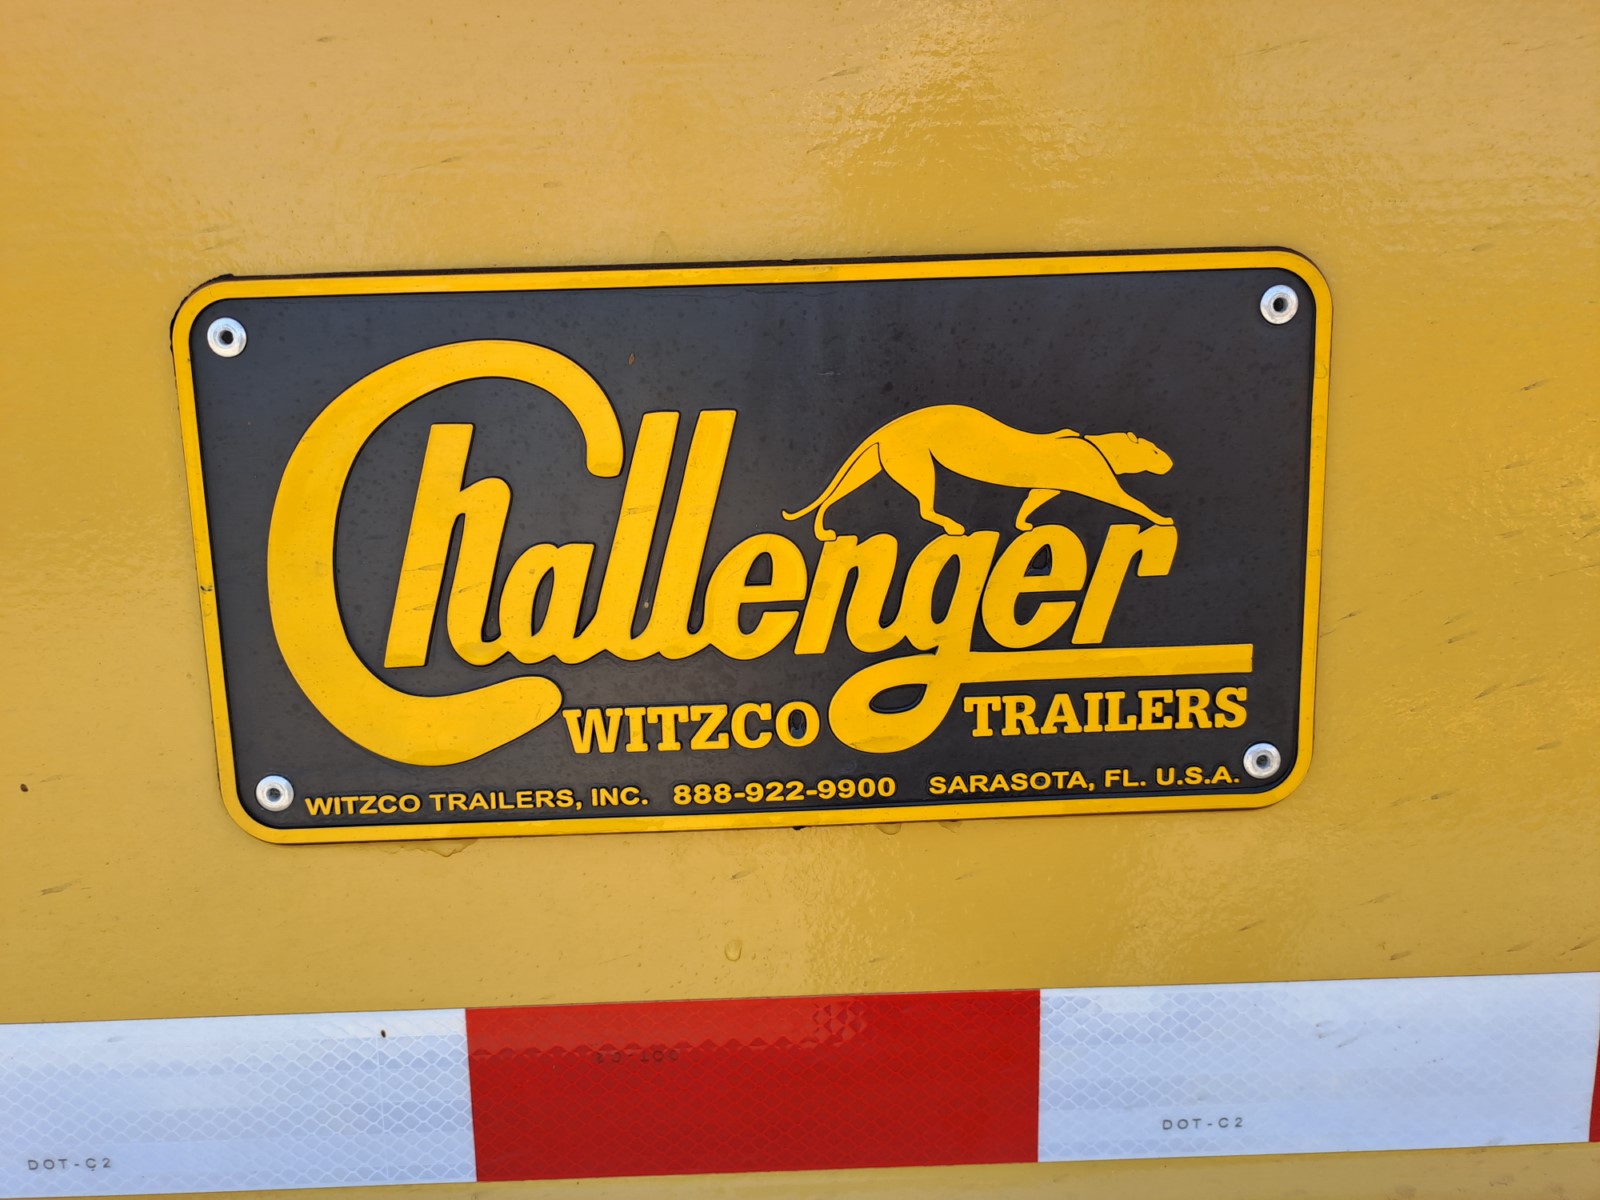 Challenger
WITZCO TRAILERS
WITZCO TRAILERS, INC. 888-922-9900 SARASOTA, FL. U.S.A.
DOT-C2
DOT-C2